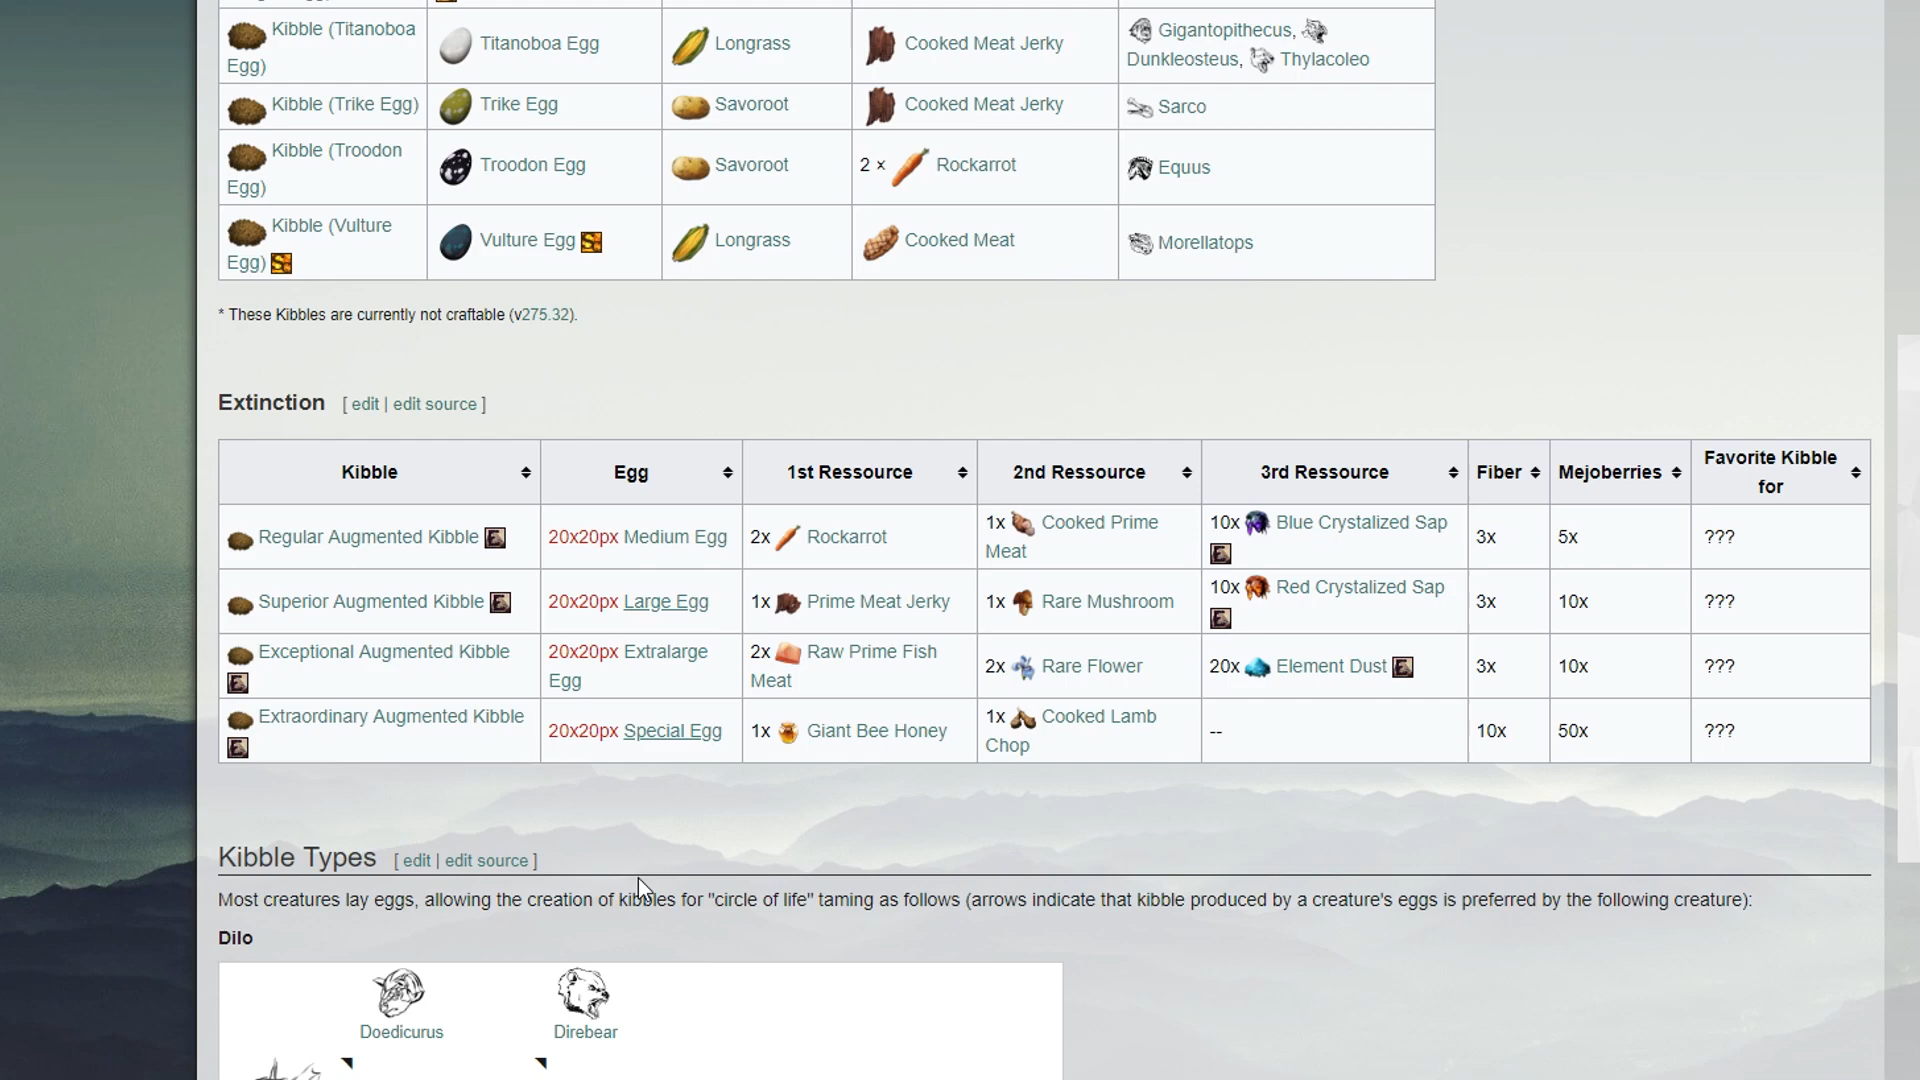 Kibble (Titanoboa Egg) Titanoboa Egg Longrass Cooked Meat Jerky Gigantopithecus, Dunkleosteus, Thylacoleo
Kibble (Trike Egg) Trike Egg Savoroot Cooked Meat Jerky Sarco
Kibble (Troodon Egg) Troodon Egg Savoroot 2 x Rockarrot Equus
Kibble (Vulture Egg) Vulture Egg Longrass Cooked Meat Morellatops
* These Kibbles are currently not craftable (v275.32).
Extinction [ edit | edit source ]
Kibble Egg 1st Ressource 2nd Ressource 3rd Ressource Fiber Mejoberries Favorite Kibble for
Regular Augmented Kibble 20x20px Medium Egg 2x Rockarrot 1x Cooked Prime Meat 10x Blue Crystalized Sap 3x 5x ???
Superior Augmented Kibble 20x20px Large Egg 1x Prime Meat Jerky 1x Rare Mushroom 10x Red Crystalized Sap 3x 10x ???
Exceptional Augmented Kibble 20x20px Extralarge Egg 2x Raw Prime Fish Meat 2x Rare Flower 20x Element Dust 3x 10x ???
Extraordinary Augmented Kibble 20x20px Special Egg 1x Giant Bee Honey 1x Cooked Lamb Chop -- 10x 50x ???
Kibble Types [ edit | edit source ]
Most creatures lay eggs, allowing the creation of kibbles for "circle of life" taming as follows (arrows indicate that kibble produced by a creature's eggs is preferred by the following creature):
Dilo
Doedicurus Direbear